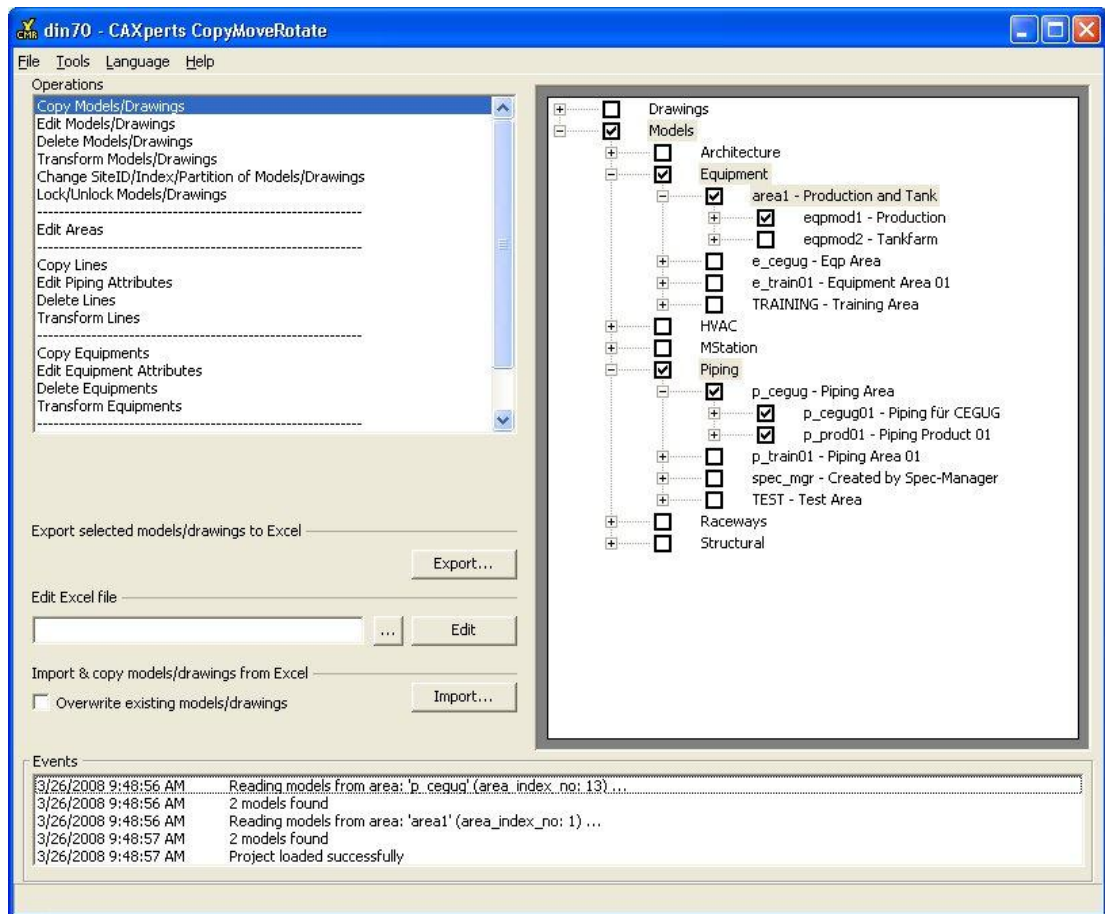 din70 - CAXperts CopyMoveRotate
File Tools Language Help
Operations
Copy Models/Drawings
Edit Models/Drawings
Delete Models/Drawings
Transform Models/Drawings
Change SiteID/Index/Partition of Models/Drawings
Lock/Unlock Models/Drawings
------------------------------------------------------------
Edit Areas
------------------------------------------------------------
Copy Lines
Edit Piping Attributes
Delete Lines
Transform Lines
------------------------------------------------------------
Copy Equipments
Edit Equipment Attributes
Delete Equipments
Transform Equipments
------------------------------------------------------------
Export selected models/drawings to Excel
Export...
Edit Excel file
... Edit
Import & copy models/drawings from Excel
Overwrite existing models/drawings
Import...
Drawings
Models
Architecture
Equipment
area1 - Production and Tank
eqpmod1 - Production
eqpmod2 - Tankfarm
e_cegug - Eqp Area
e_train01 - Equipment Area 01
TRAINING - Training Area
HVAC
MStation
Piping
p_cegug - Piping Area
p_cegug01 - Piping für CEGUG
p_prod01 - Piping Product 01
p_train01 - Piping Area 01
spec_mgr - Created by Spec-Manager
TEST - Test Area
Raceways
Structural
Events
3/26/2008 9:48:56 AM Reading models from area: 'p_cegug' (area_index_no: 13) ...
3/26/2008 9:48:56 AM 2 models found
3/26/2008 9:48:56 AM Reading models from area: 'area1' (area_index_no: 1) ...
3/26/2008 9:48:57 AM 2 models found
3/26/2008 9:48:57 AM Project loaded successfully